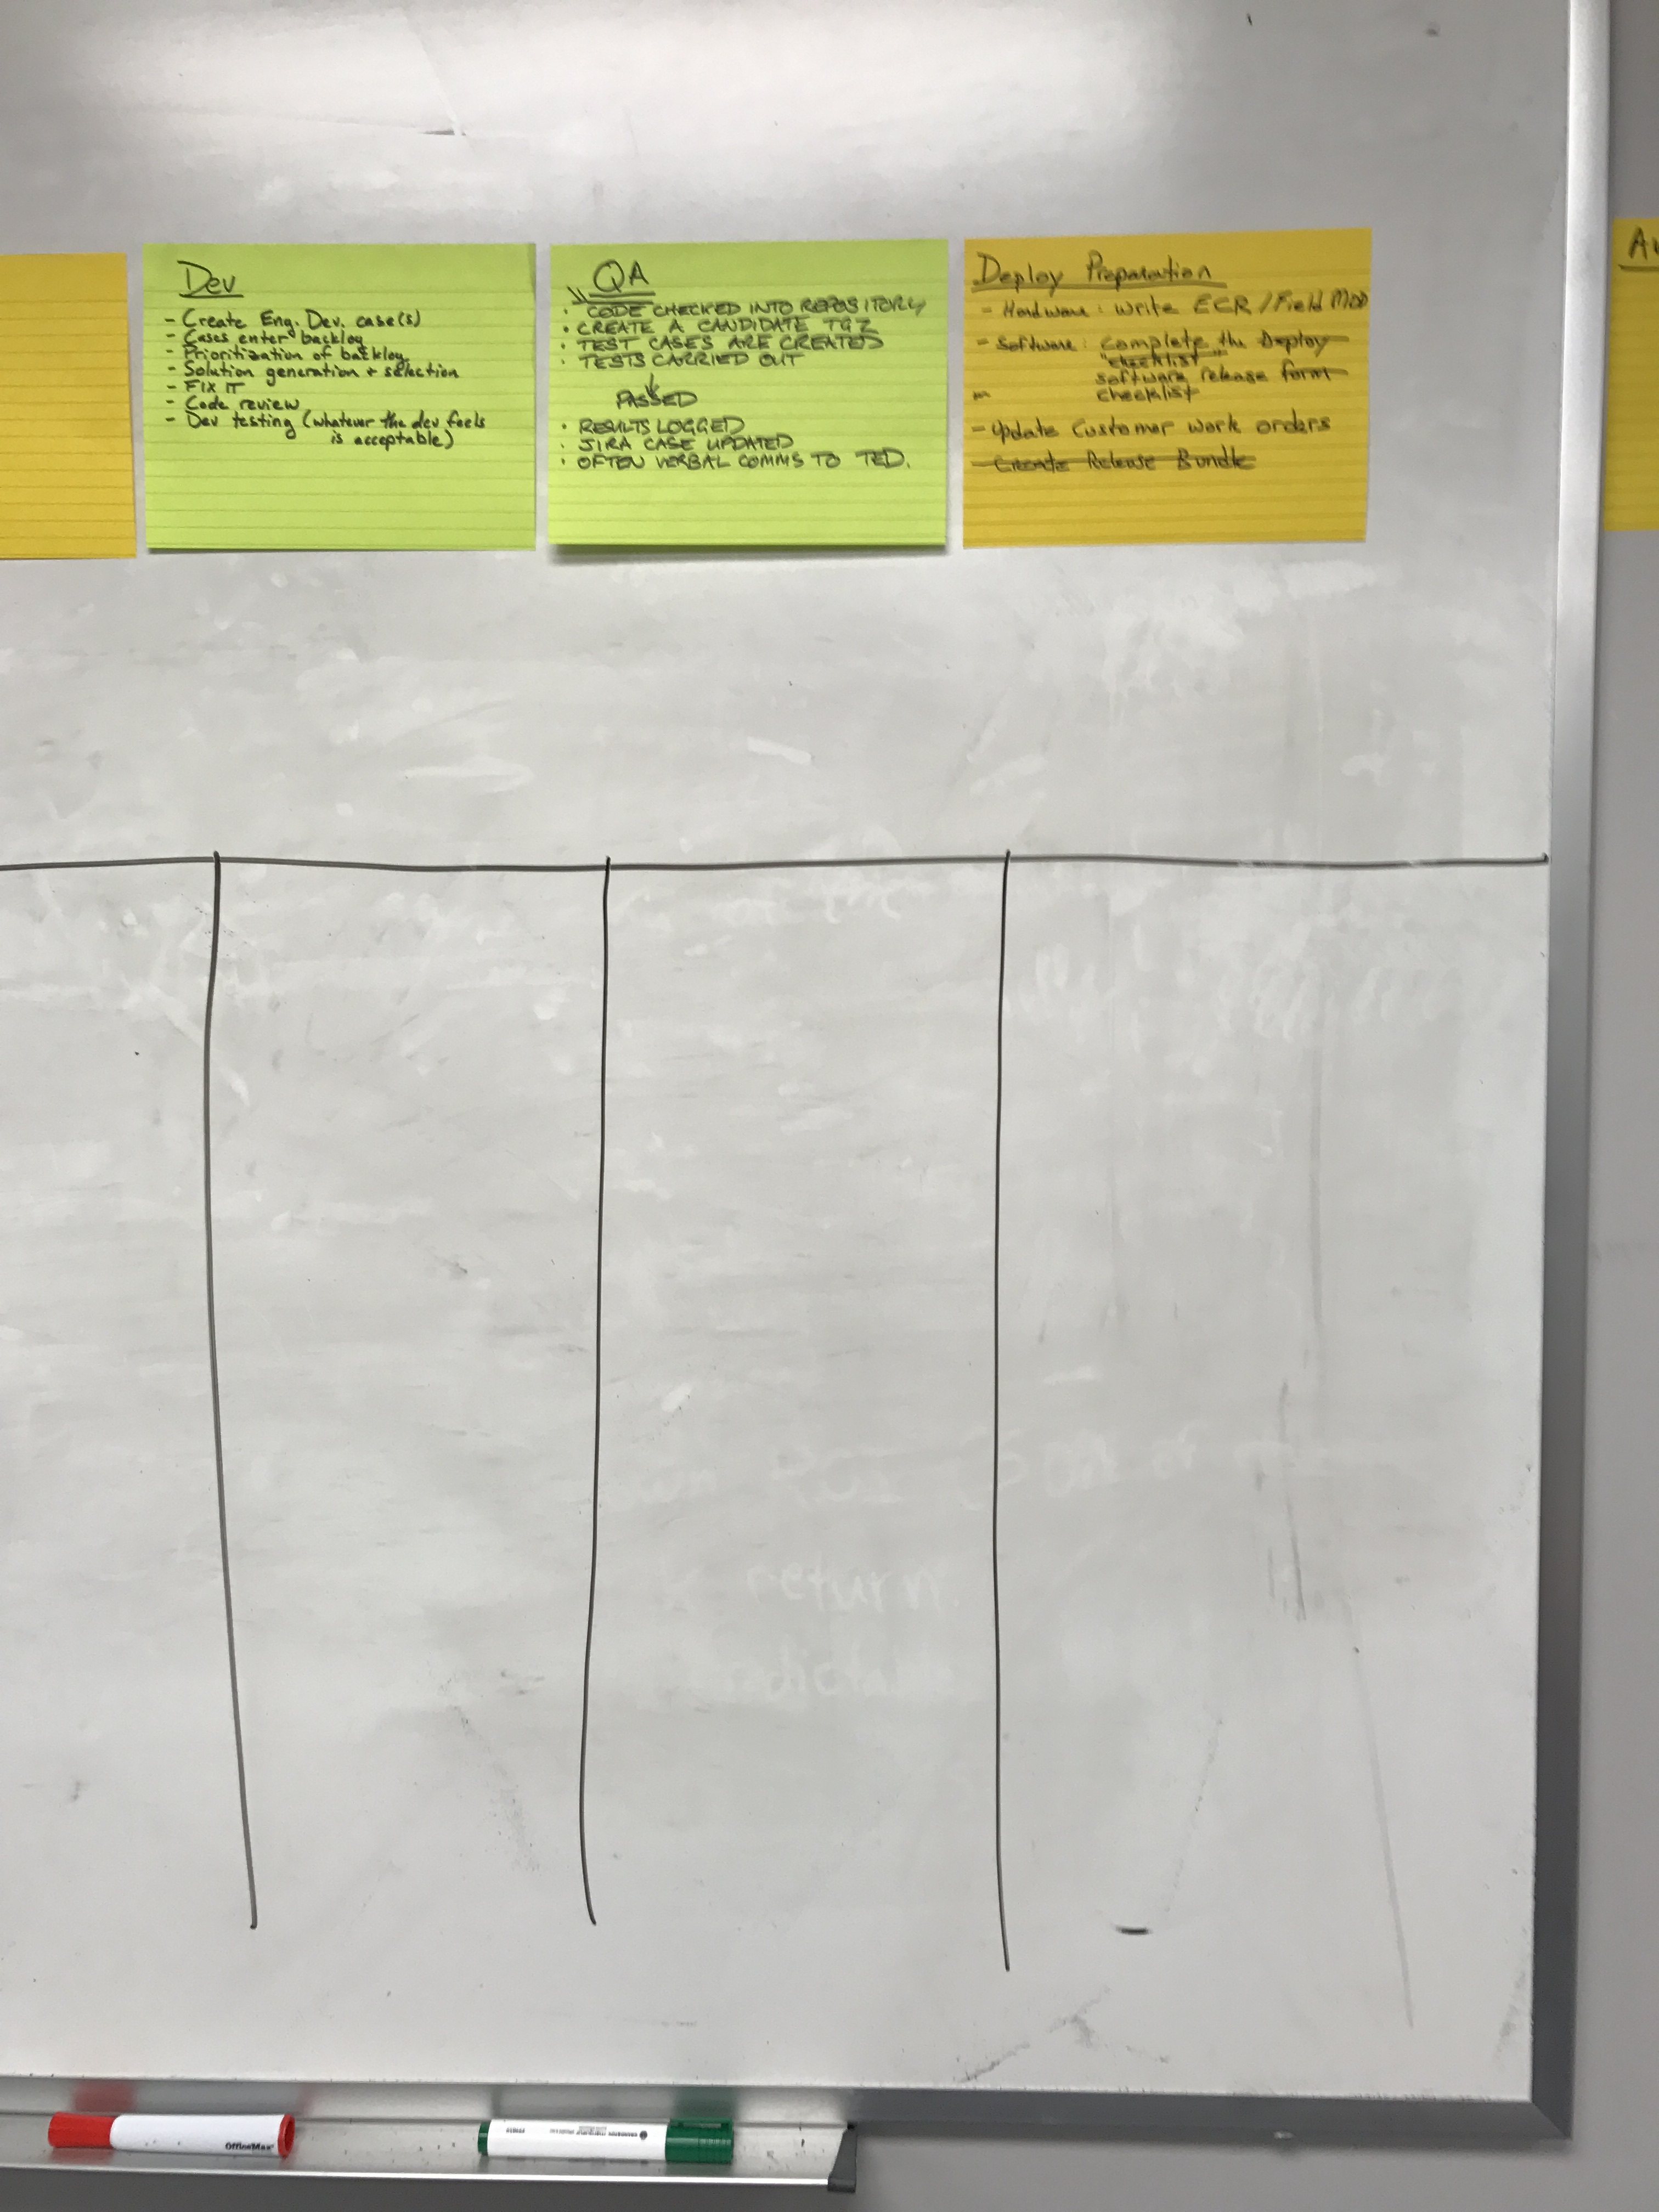 Dev
- Create Eng. Dev. case(s)
- Cases enter backlog
- Prioritization of backlog
- Solution generation + selection
- FIX IT
- Code review
- Dev testing (whatever the dev feels
is acceptable)
QA
• CODE CHECKED INTO REPOSITORY
• CREATE A CANDIDATE TGZ
• TEST CASES ARE CREATED
• TESTS CARRIED OUT
PASSED
• RESULTS LOGGED
• JIRA CASE UPDATED
• OFTEN VERBAL COMMS TO TED.
Deploy Preparation
- Hardware: write ECR / Field MOD
- Software: complete the Deploy
"checklist"
software release form
checklist
- Update Customer work orders
- Create Release Bundle
return
OfficeMax